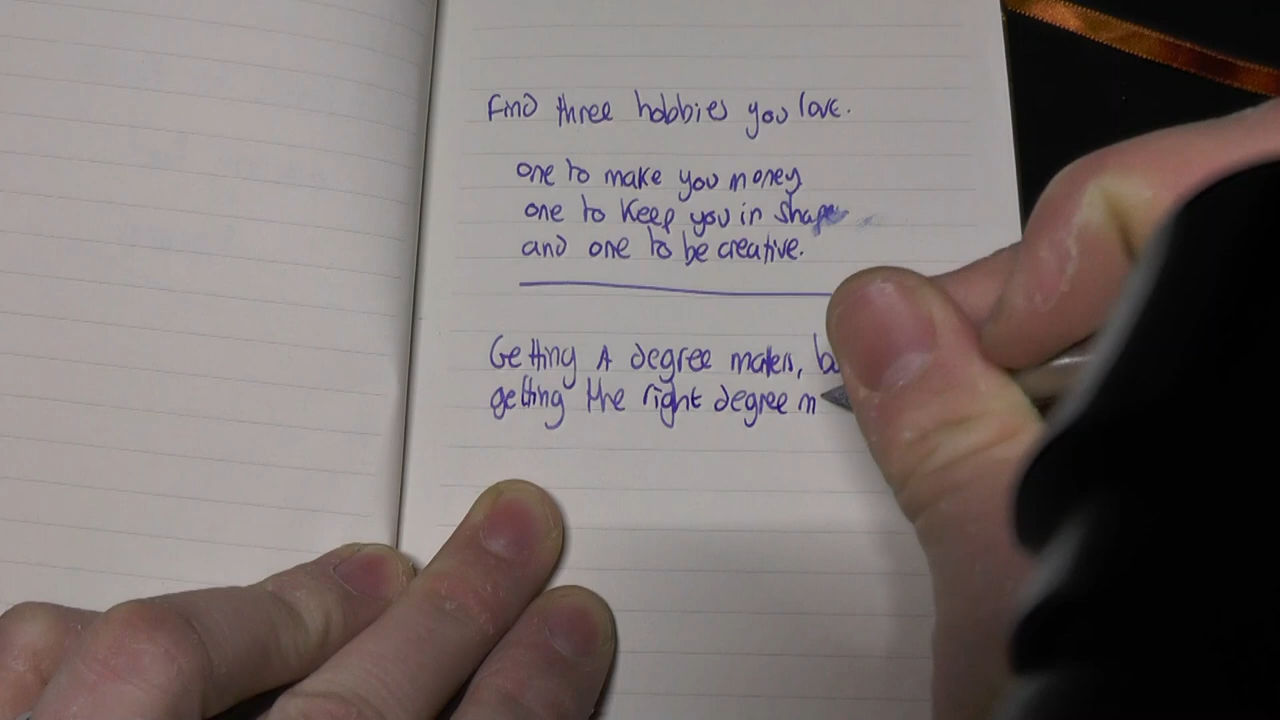 Find three hobbies you love.
one to make you money
one to keep you in shape
and one to be creative.
Getting A degree matters, b
getting the right degree m